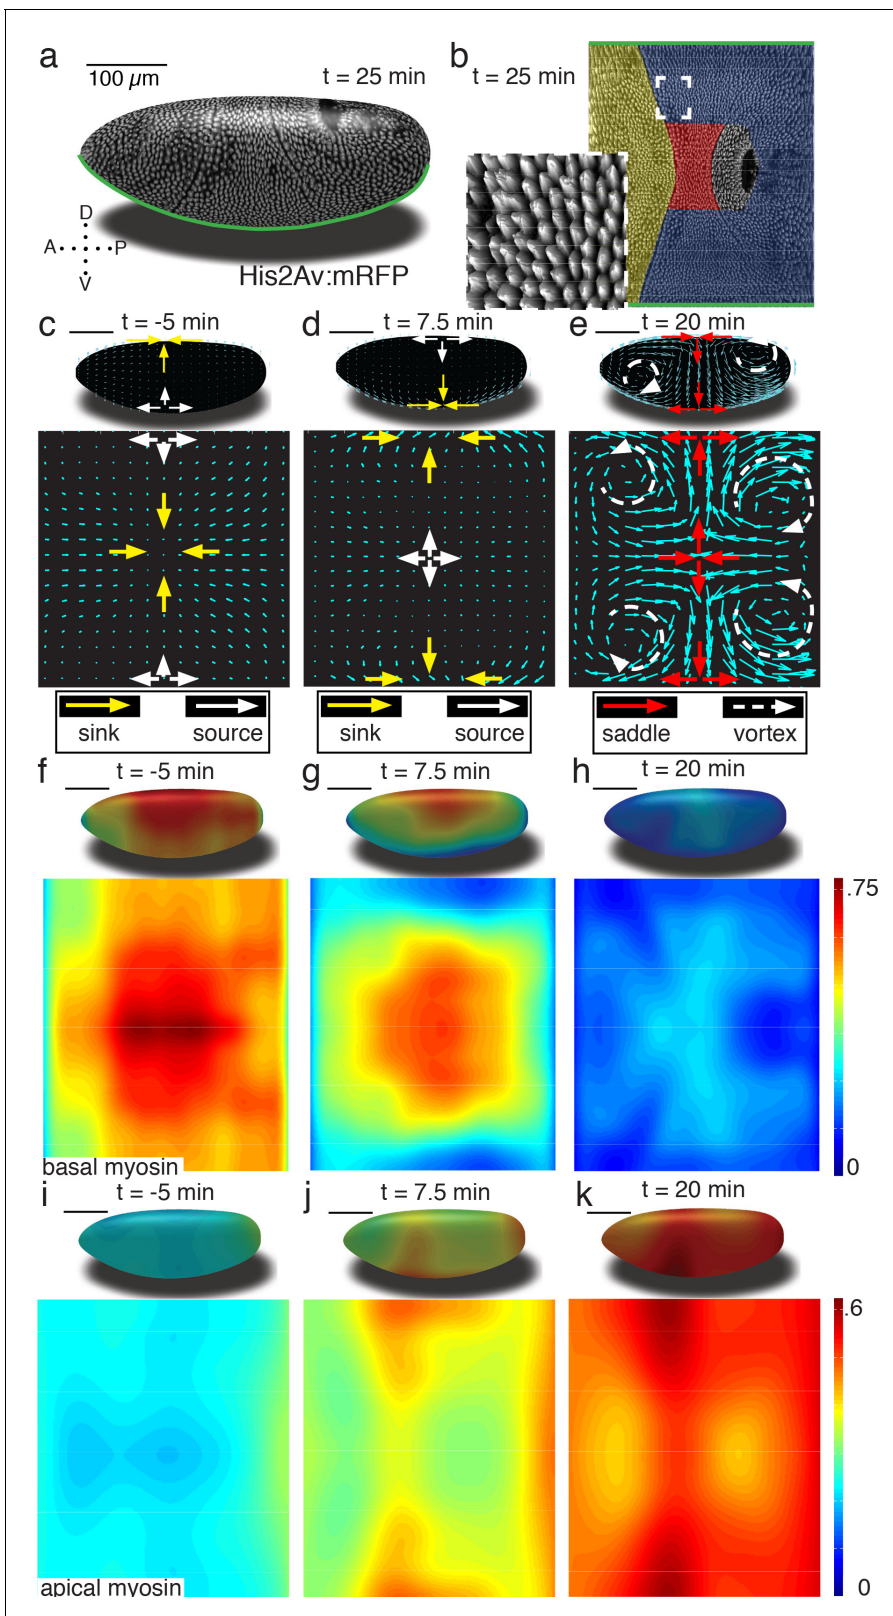 a
100 µm
t = 25 min
D
A
P
V
His2Av:mRFP
b
t = 25 min
c
t = -5 min
d
t = 7.5 min
e
t = 20 min
sink
source
sink
source
saddle
vortex
f
t = -5 min
g
t = 7.5 min
h
t = 20 min
.75
0
basal myosin
i
t = -5 min
j
t = 7.5 min
k
t = 20 min
.6
0
apical myosin